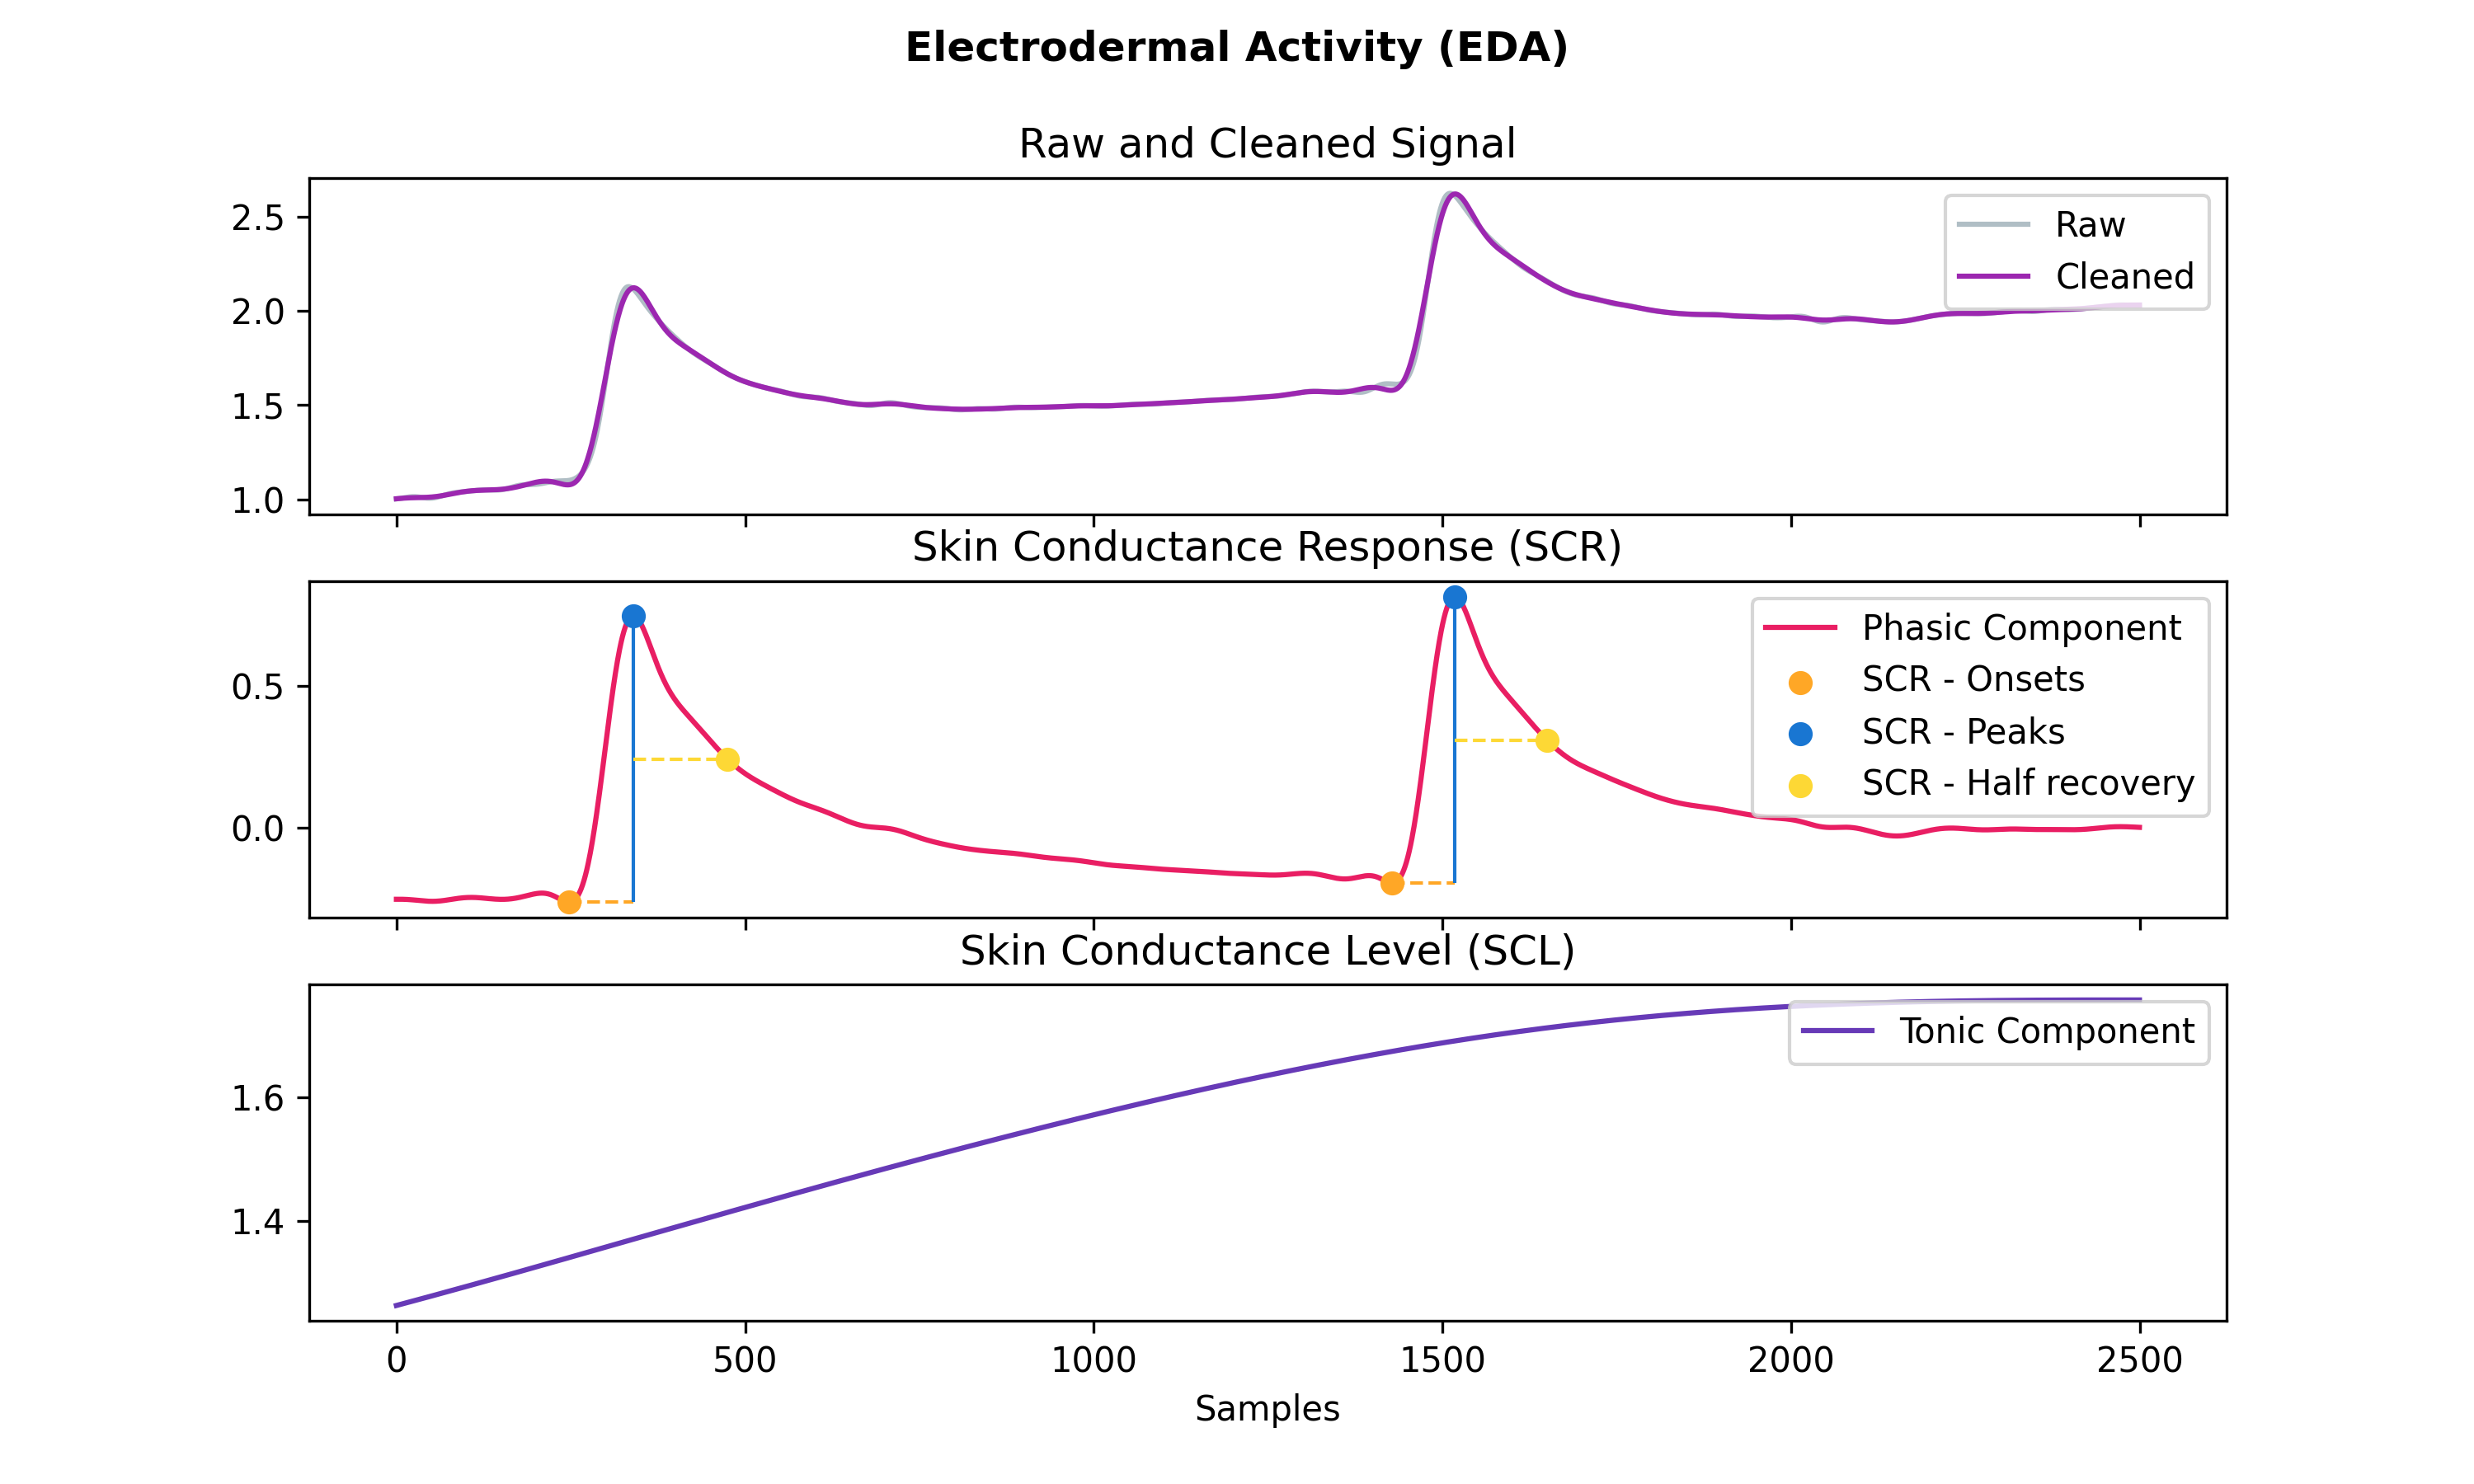 Electrodermal Activity (EDA)
Raw and Cleaned Signal
2.5
2.0
1.5
1.0
Raw
Cleaned
Skin Conductance Response (SCR)
0.5
0.0
Phasic Component
SCR - Onsets
SCR - Peaks
SCR - Half recovery
Skin Conductance Level (SCL)
1.6
1.4
Tonic Component
0 500 1000 1500 2000 2500
Samples